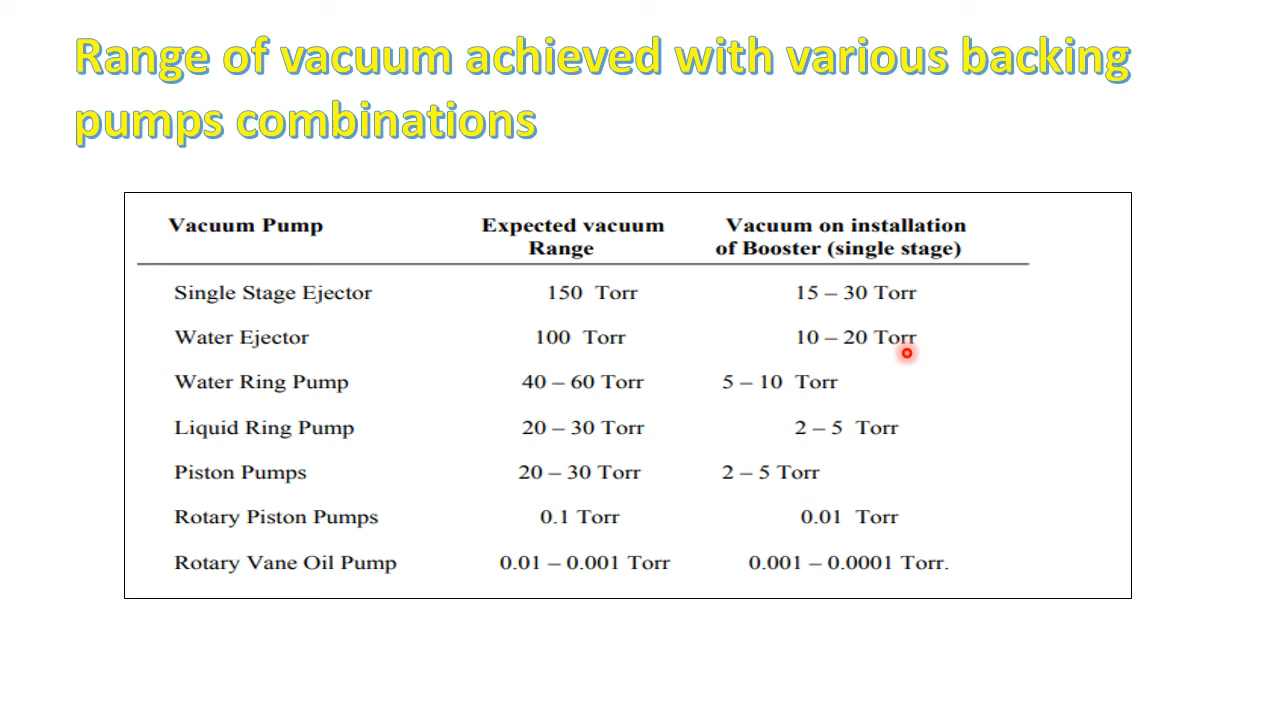 Range of vacuum achieved with various backing
pumps combinations
Vacuum Pump Expected vacuum Vacuum on installation
Range of Booster (single stage)
Single Stage Ejector 150 Torr 15 – 30 Torr
Water Ejector 100 Torr 10 – 20 Torr
Water Ring Pump 40 – 60 Torr 5 – 10 Torr
Liquid Ring Pump 20 – 30 Torr 2 – 5 Torr
Piston Pumps 20 – 30 Torr 2 – 5 Torr
Rotary Piston Pumps 0.1 Torr 0.01 Torr
Rotary Vane Oil Pump 0.01 – 0.001 Torr 0.001 – 0.0001 Torr.